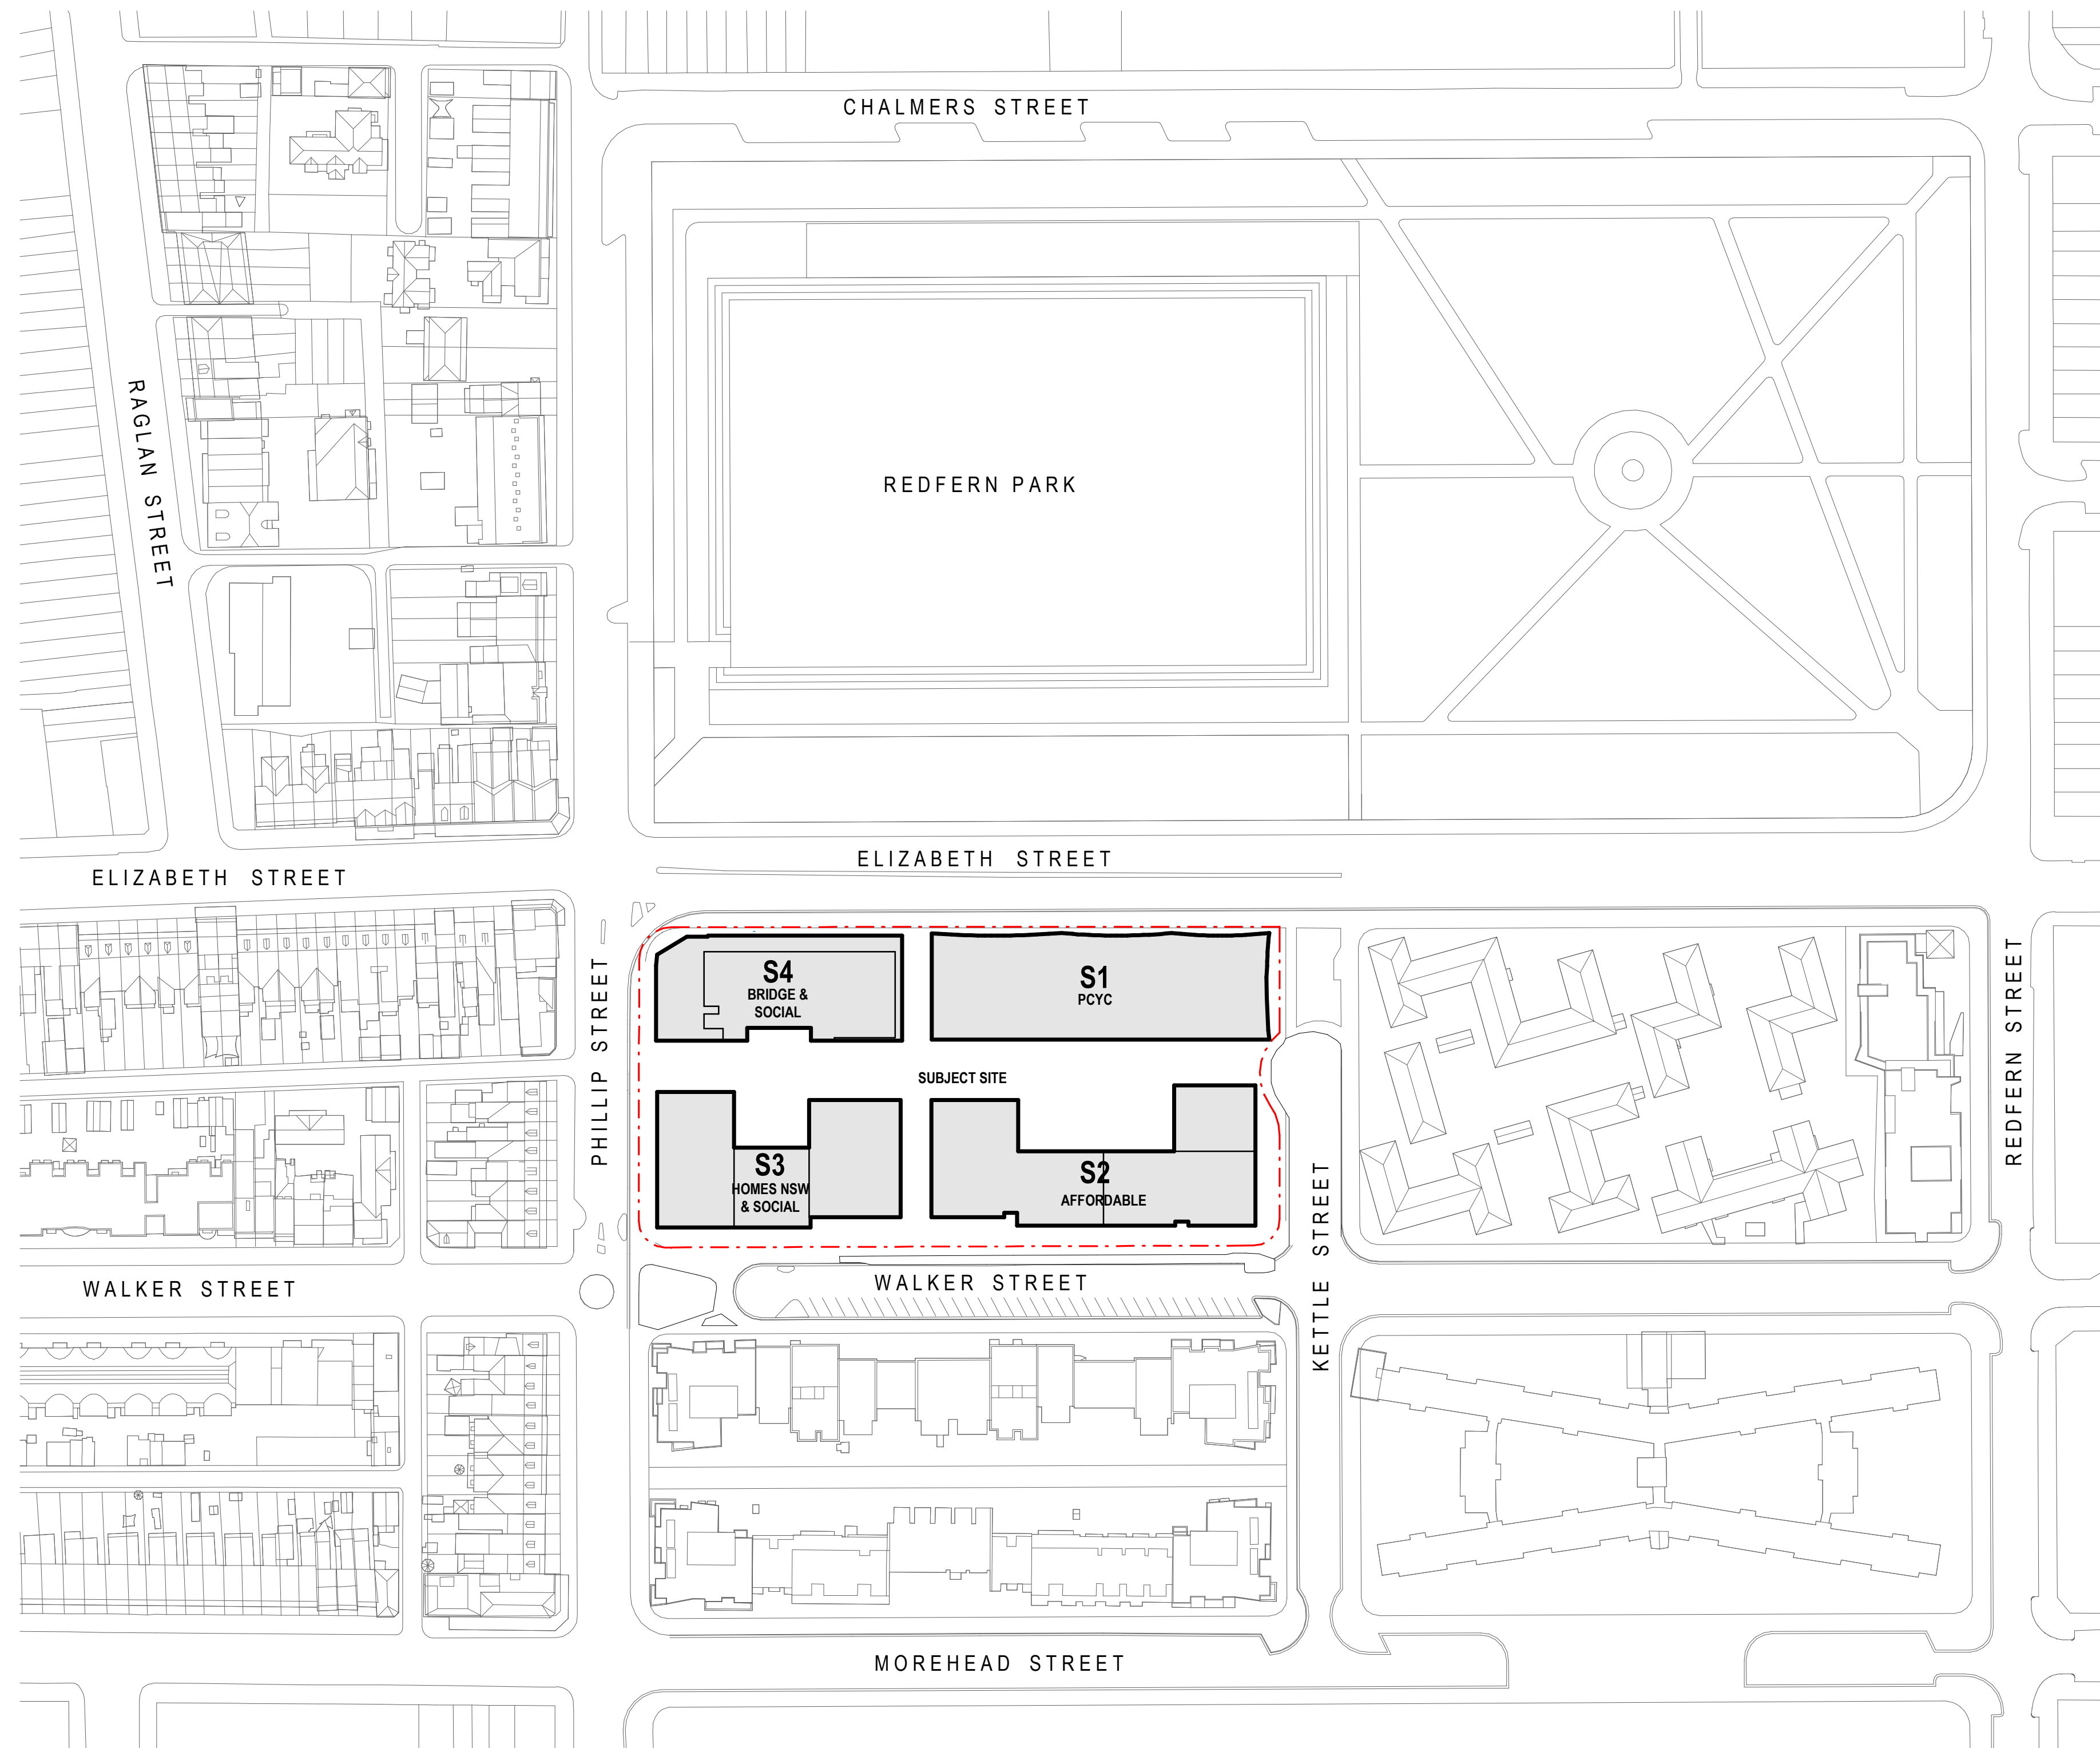 CHALMERS STREET
RAGLAN STREET
REDFERN PARK
ELIZABETH STREET
ELIZABETH STREET
PHILLIP STREET
S4
BRIDGE &
SOCIAL
S1
PCYC
REDFERN STREET
SUBJECT SITE
S3
HOMES NSW
& SOCIAL
S2
AFFORDABLE
KETTLE STREET
WALKER STREET
WALKER STREET
MOREHEAD STREET